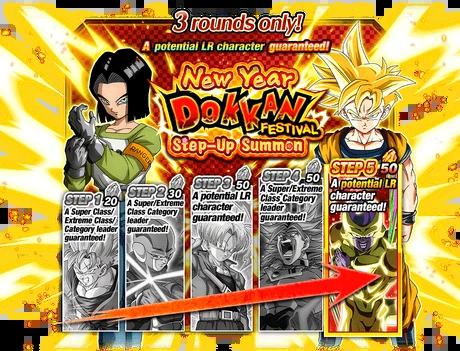 3 rounds only!
A potential LR character guaranteed!
New Year
DOKKAN
FESTIVAL
Step-Up Summon
STEP 1 20
A Super Class/
Extreme Class/
Category leader
guaranteed!
STEP 2 30
A Super/Extreme
Class Category
leader
guaranteed!
STEP 3 50
A potential LR
character
guaranteed!
STEP 4 50
A Super/Extreme
Class Category
leader
guaranteed!
STEP 5 50
A potential LR
character
guaranteed!